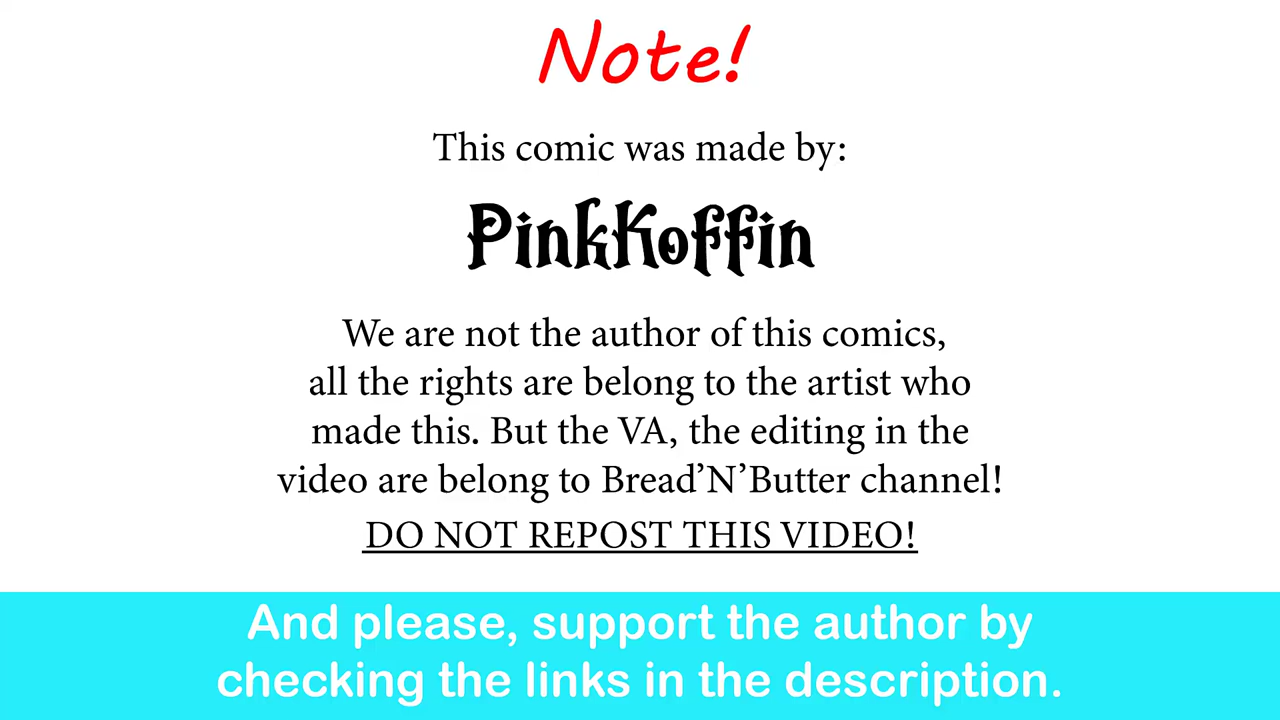 Note!
This comic was made by:
PinkKoffin
We are not the author of this comics,
all the rights are belong to the artist who
made this. But the VA, the editing in the
video are belong to Bread’N’Butter channel!
DO NOT REPOST THIS VIDEO!
And please, support the author by
checking the links in the description.